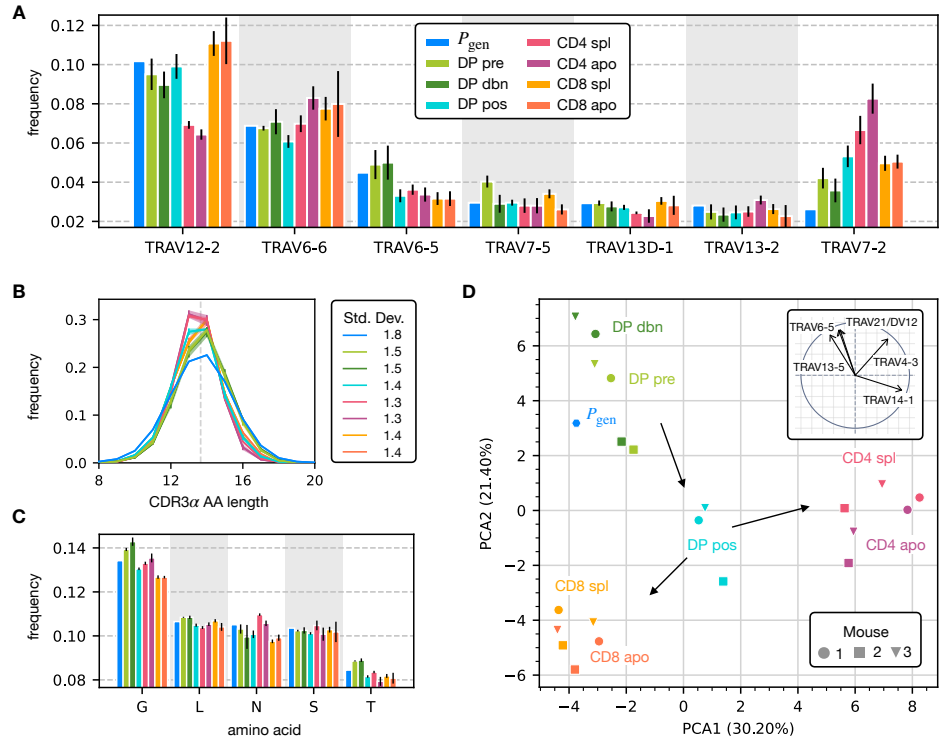 A
0.12
0.10
0.08
0.06
0.04
0.02
frequency
Pgen
DP pre
DP dbn
DP pos
CD4 spl
CD4 apo
CD8 spl
CD8 apo
TRAV12-2
TRAV6-6
TRAV6-5
TRAV7-5
TRAV13D-1
TRAV13-2
TRAV7-2
B
0.3
0.2
0.1
0.0
frequency
8
12
16
20
CDR3α AA length
Std. Dev.
1.8
1.5
1.5
1.4
1.3
1.3
1.4
1.4
C
0.14
0.12
0.10
0.08
frequency
G
L
N
S
T
amino acid
D
6
4
2
0
−2
−4
−6
PCA2 (21.40%)
DP dbn
DP pre
Pgen
DP pos
CD4 spl
CD4 apo
CD8 spl
CD8 apo
TRAV6-5
TRAV21/DV12
TRAV13-5
TRAV4-3
TRAV14-1
Mouse
1
2
3
−4
−2
0
2
4
6
8
PCA1 (30.20%)